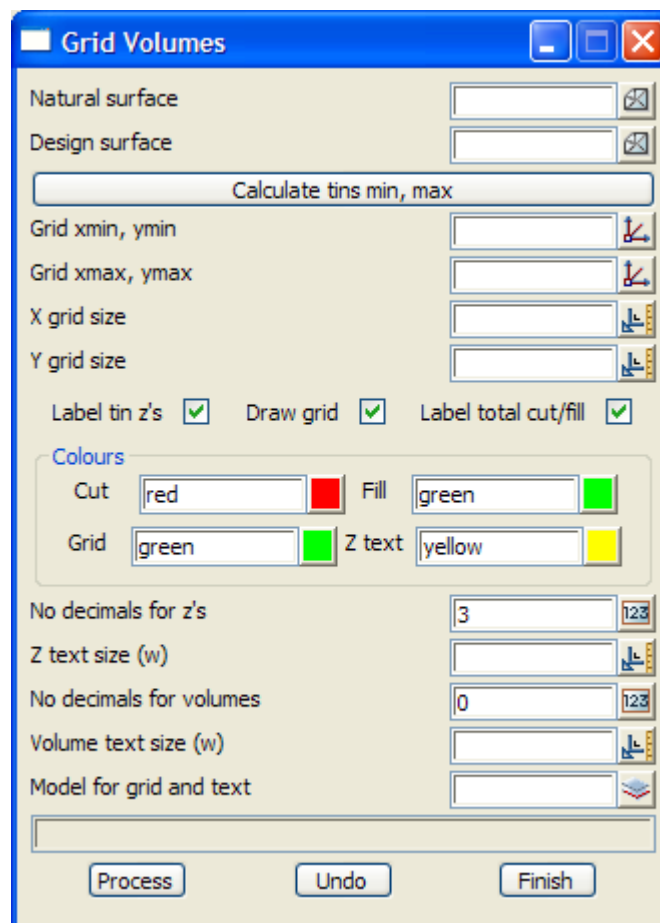 Grid Volumes
Natural surface
Design surface
Calculate tins min, max
Grid xmin, ymin
Grid xmax, ymax
X grid size
Y grid size
Label tin z's Draw grid Label total cut/fill
Colours
Cut red Fill green
Grid green Z text yellow
No decimals for z's 3 123
Z text size (w)
No decimals for volumes 0 123
Volume text size (w)
Model for grid and text
Process Undo Finish